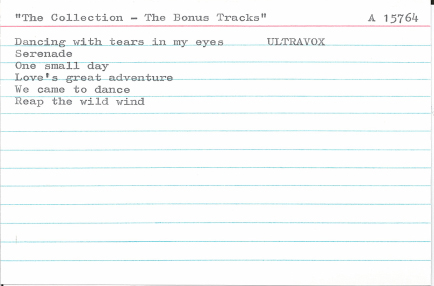 "The Collection - The Bonus Tracks" A 15764
Dancing with tears in my eyes ULTRAVOX
Serenade
One small day
Love's great adventure
We came to dance
Reap the wild wind